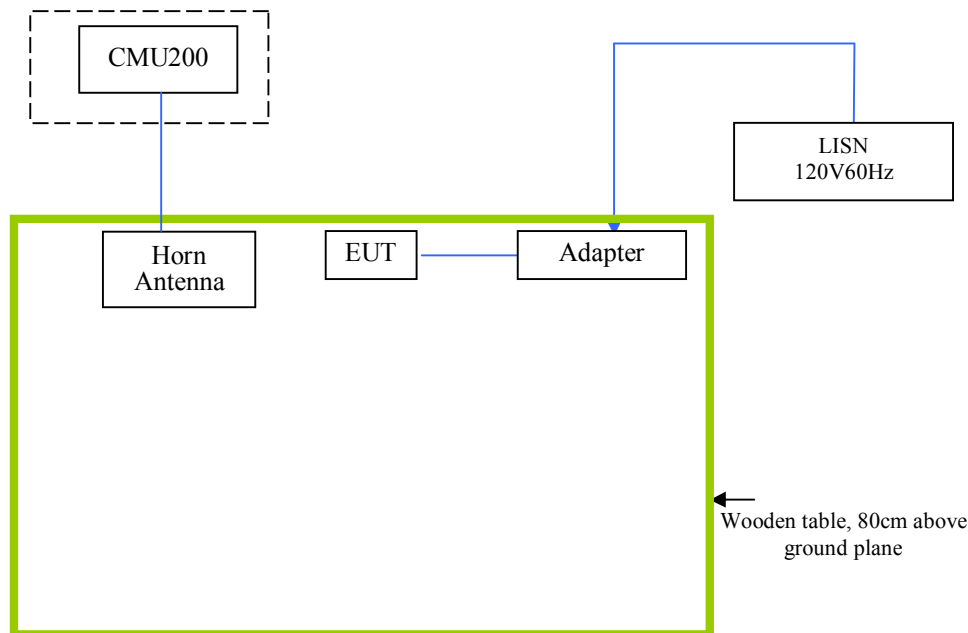 CMU200
LISN
120V60Hz
Horn
Antenna
EUT
Adapter
Wooden table, 80cm above
ground plane